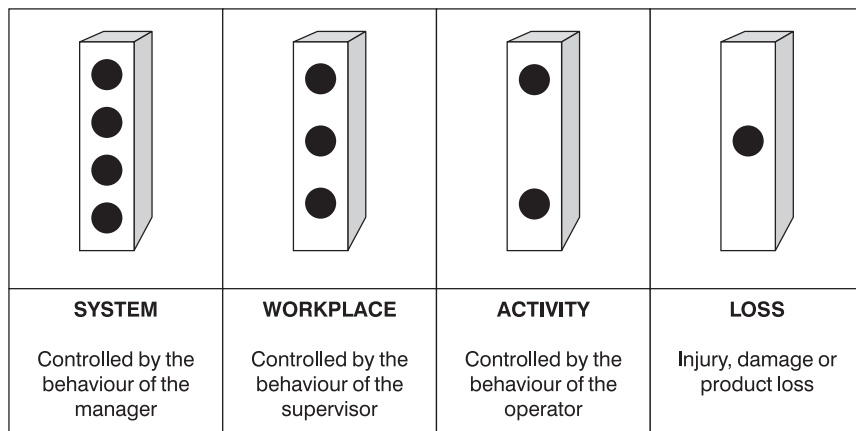 SYSTEM
Controlled by the
behaviour of the
manager
WORKPLACE
Controlled by the
behaviour of the
supervisor
ACTIVITY
Controlled by the
behaviour of the
operator
LOSS
Injury, damage or
product loss